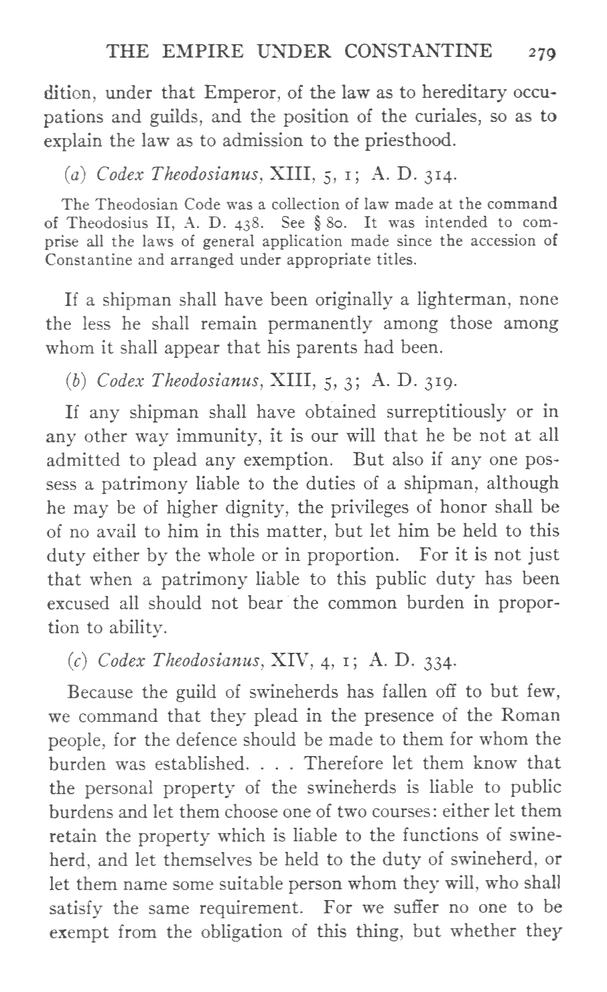 THE EMPIRE UNDER CONSTANTINE 279
dition, under that Emperor, of the law as to hereditary occu-
pations and guilds, and the position of the curiales, so as to
explain the law as to admission to the priesthood.
(a) Codex Theodosianus, XIII, 5, 1; A. D. 314.
The Theodosian Code was a collection of law made at the command
of Theodosius II, A. D. 438. See § 80. It was intended to com-
prise all the laws of general application made since the accession of
Constantine and arranged under appropriate titles.
If a shipman shall have been originally a lighterman, none
the less he shall remain permanently among those among
whom it shall appear that his parents had been.
(b) Codex Theodosianus, XIII, 5, 3; A. D. 319.
If any shipman shall have obtained surreptitiously or in
any other way immunity, it is our will that he be not at all
admitted to plead any exemption. But also if any one pos-
sess a patrimony liable to the duties of a shipman, although
he may be of higher dignity, the privileges of honor shall be
of no avail to him in this matter, but let him be held to this
duty either by the whole or in proportion. For it is not just
that when a patrimony liable to this public duty has been
excused all should not bear the common burden in propor-
tion to ability.
(c) Codex Theodosianus, XIV, 4, 1; A. D. 334.
Because the guild of swineherds has fallen off to but few,
we command that they plead in the presence of the Roman
people, for the defence should be made to them for whom the
burden was established. . . . Therefore let them know that
the personal property of the swineherds is liable to public
burdens and let them choose one of two courses: either let them
retain the property which is liable to the functions of swine-
herd, and let themselves be held to the duty of swineherd, or
let them name some suitable person whom they will, who shall
satisfy the same requirement. For we suffer no one to be
exempt from the obligation of this thing, but whether they